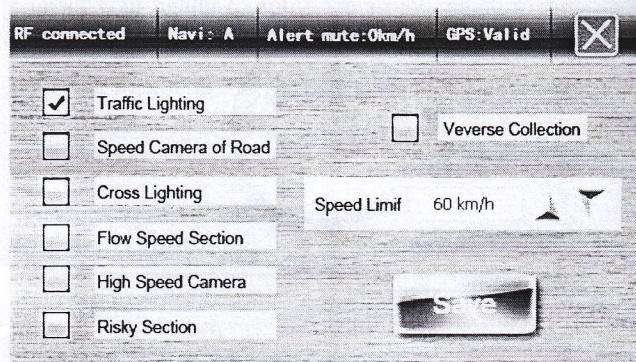 RF connected Navi: A Alert mute:0km/h GPS:Valid
Traffic Lighting
Speed Camera of Road
Cross Lighting
Flow Speed Section
High Speed Camera
Risky Section
Veverse Collection
Speed Limif 60 km/h
Save